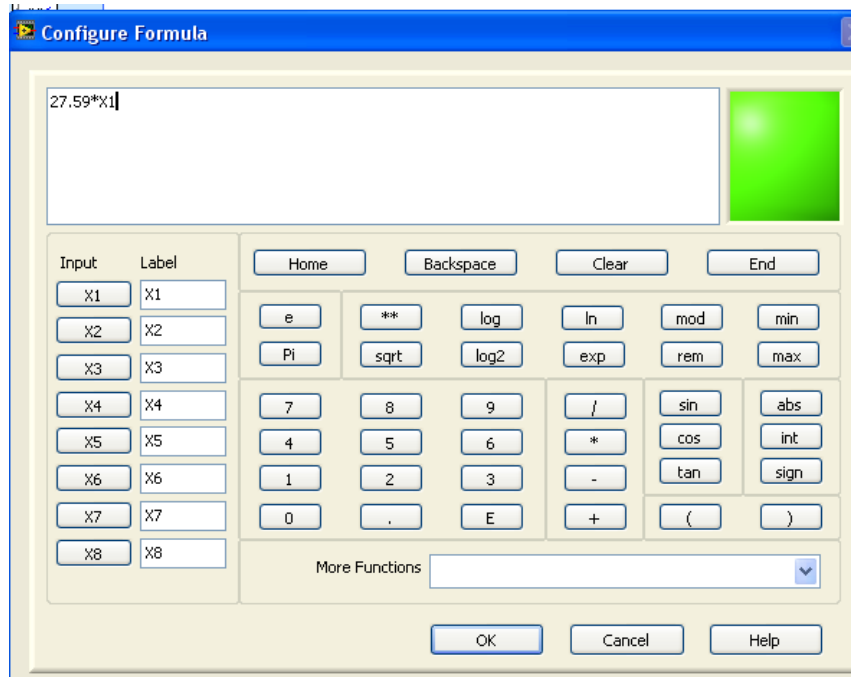 Configure Formula
27.59*X1
Input Label
Home Backspace Clear End
X1 X1
X2 X2
X3 X3
X4 X4
X5 X5
X6 X6
X7 X7
X8 X8
e ** log ln mod min
Pi sqrt log2 exp rem max
7 8 9 / sin abs
4 5 6 * cos int
1 2 3 - tan sign
0 . E + ( )
More Functions
OK Cancel Help